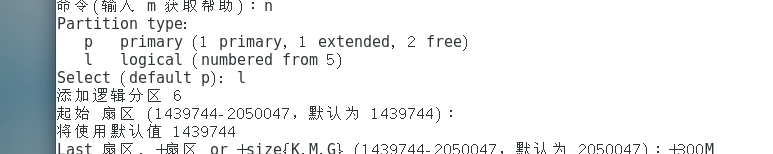 命令(输入 m 获取帮助)：n
Partition type:
p primary (1 primary, 1 extended, 2 free)
l logical (numbered from 5)
Select (default p): l
添加逻辑分区 6
起始 扇区 (1439744-2050047，默认为 1439744)：
将使用默认值 1439744
Last 扇区, +扇区 or +size{K,M,G} (1439744-2050047，默认为 2050047)：+300M